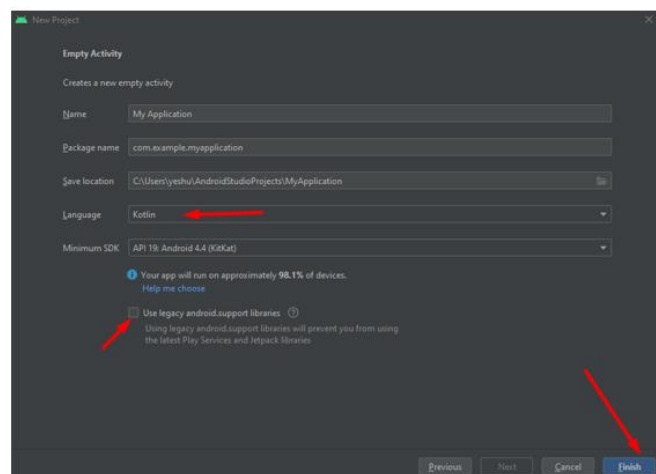 New Project
Empty Activity
Creates a new empty activity
Name My Application
Package name com.example.myapplication
Save location C:\Users\yeshu\AndroidStudioProjects\MyApplication
Language Kotlin
Minimum SDK API 19: Android 4.4 (KitKat)
Your app will run on approximately 98.1% of devices.
Help me choose
Use legacy android.support libraries
Using legacy android.support libraries will prevent you from using
the latest Play Services and Jetpack libraries
Previous Next Cancel Finish